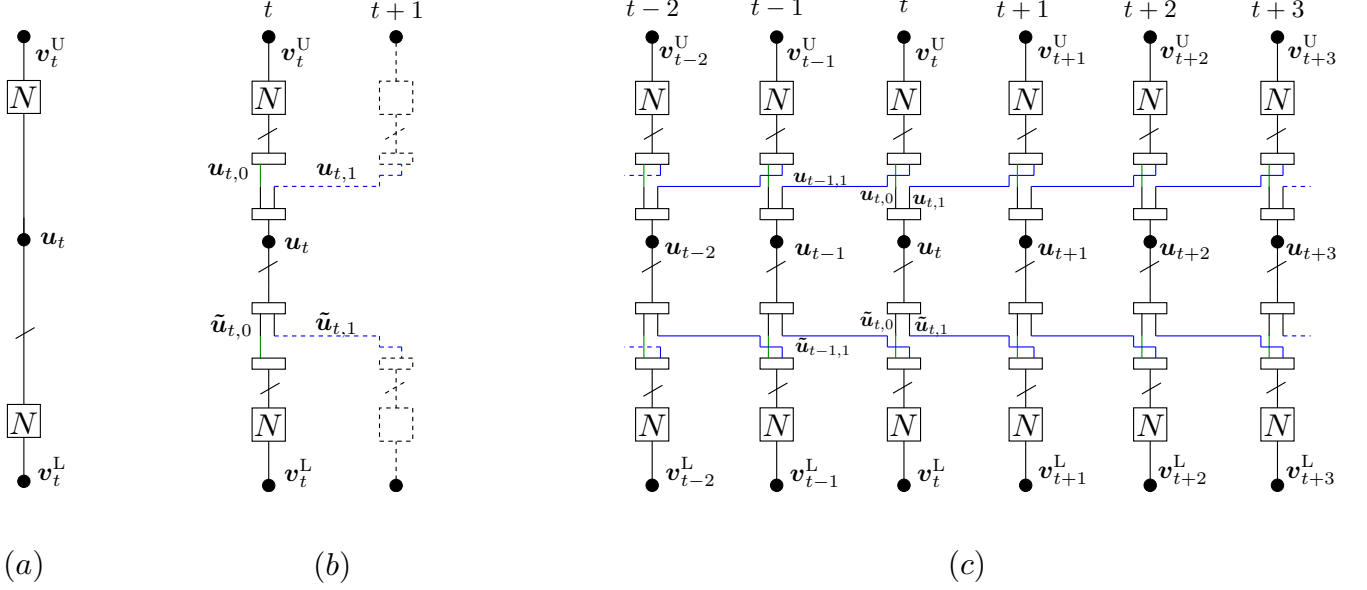 t t+1 t−2 t−1 t t+1 t+2 t+3
v_t^U v_t^U v_{t−2}^U v_{t−1}^U v_t^U v_{t+1}^U v_{t+2}^U v_{t+3}^U
N N N N N N N N
u_{t,0} u_{t,1} u_{t−1,1}
u_{t,0} u_{t,1}
u_t u_t u_{t−2} u_{t−1} u_t u_{t+1} u_{t+2} u_{t+3}
ũ_{t,0} ũ_{t,1} ũ_{t,0} ũ_{t,1}
ũ_{t−1,1}
N N N N N N N N
v_t^L v_t^L v_{t−2}^L v_{t−1}^L v_t^L v_{t+1}^L v_{t+2}^L v_{t+3}^L
(a) (b) (c)